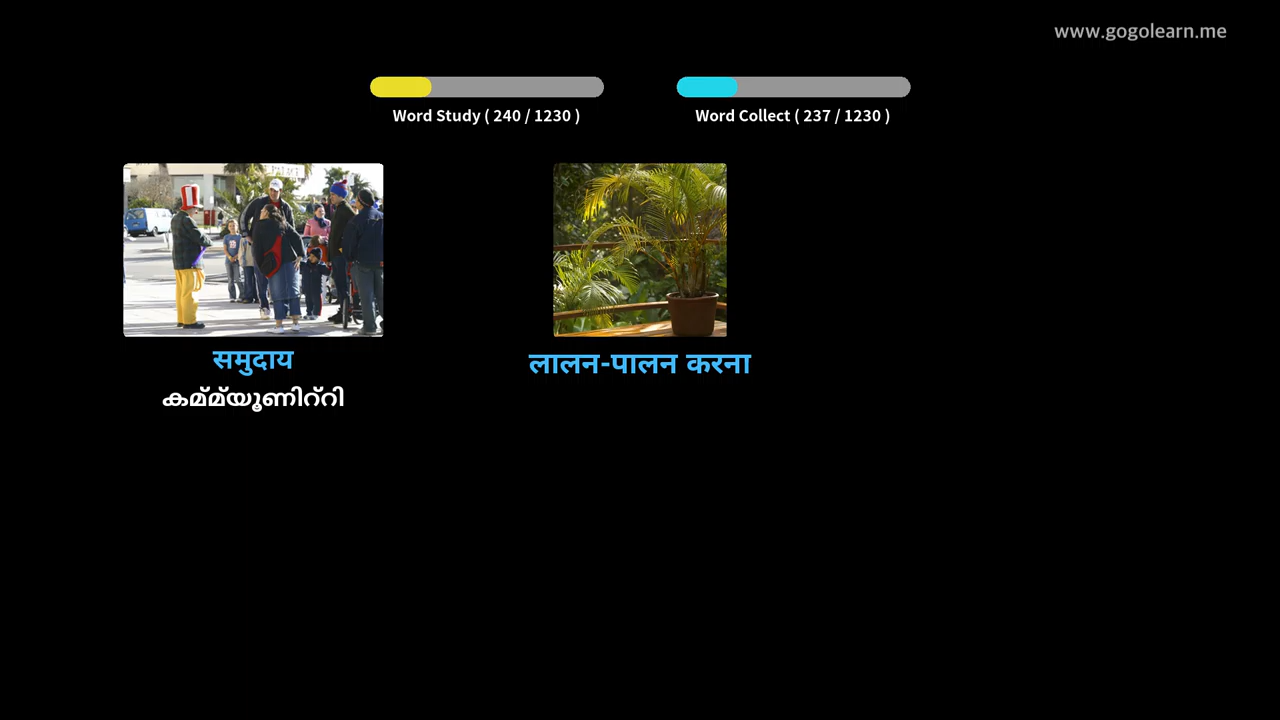 www.gogolearn.me
Word Study ( 240 / 1230 )
Word Collect ( 237 / 1230 )
समुदाय
കമ്മ്യൂണിറ്റി
लालन-पालन करना